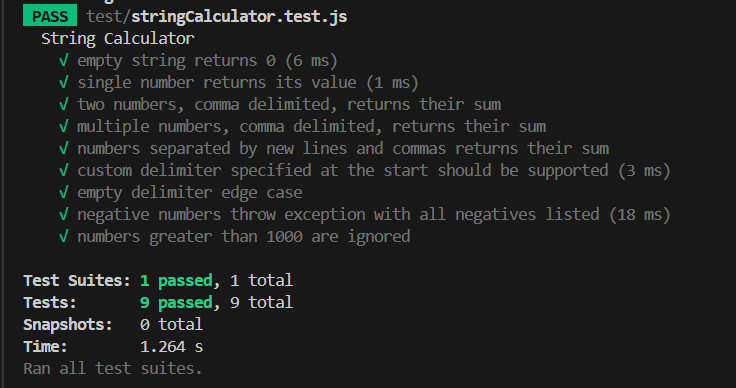 PASS test/stringCalculator.test.js
String Calculator
√ empty string returns 0 (6 ms)
√ single number returns its value (1 ms)
√ two numbers, comma delimited, returns their sum
√ multiple numbers, comma delimited, returns their sum
√ numbers separated by new lines and commas returns their sum
√ custom delimiter specified at the start should be supported (3 ms)
√ empty delimiter edge case
√ negative numbers throw exception with all negatives listed (18 ms)
√ numbers greater than 1000 are ignored
Test Suites: 1 passed, 1 total
Tests: 9 passed, 9 total
Snapshots: 0 total
Time: 1.264 s
Ran all test suites.